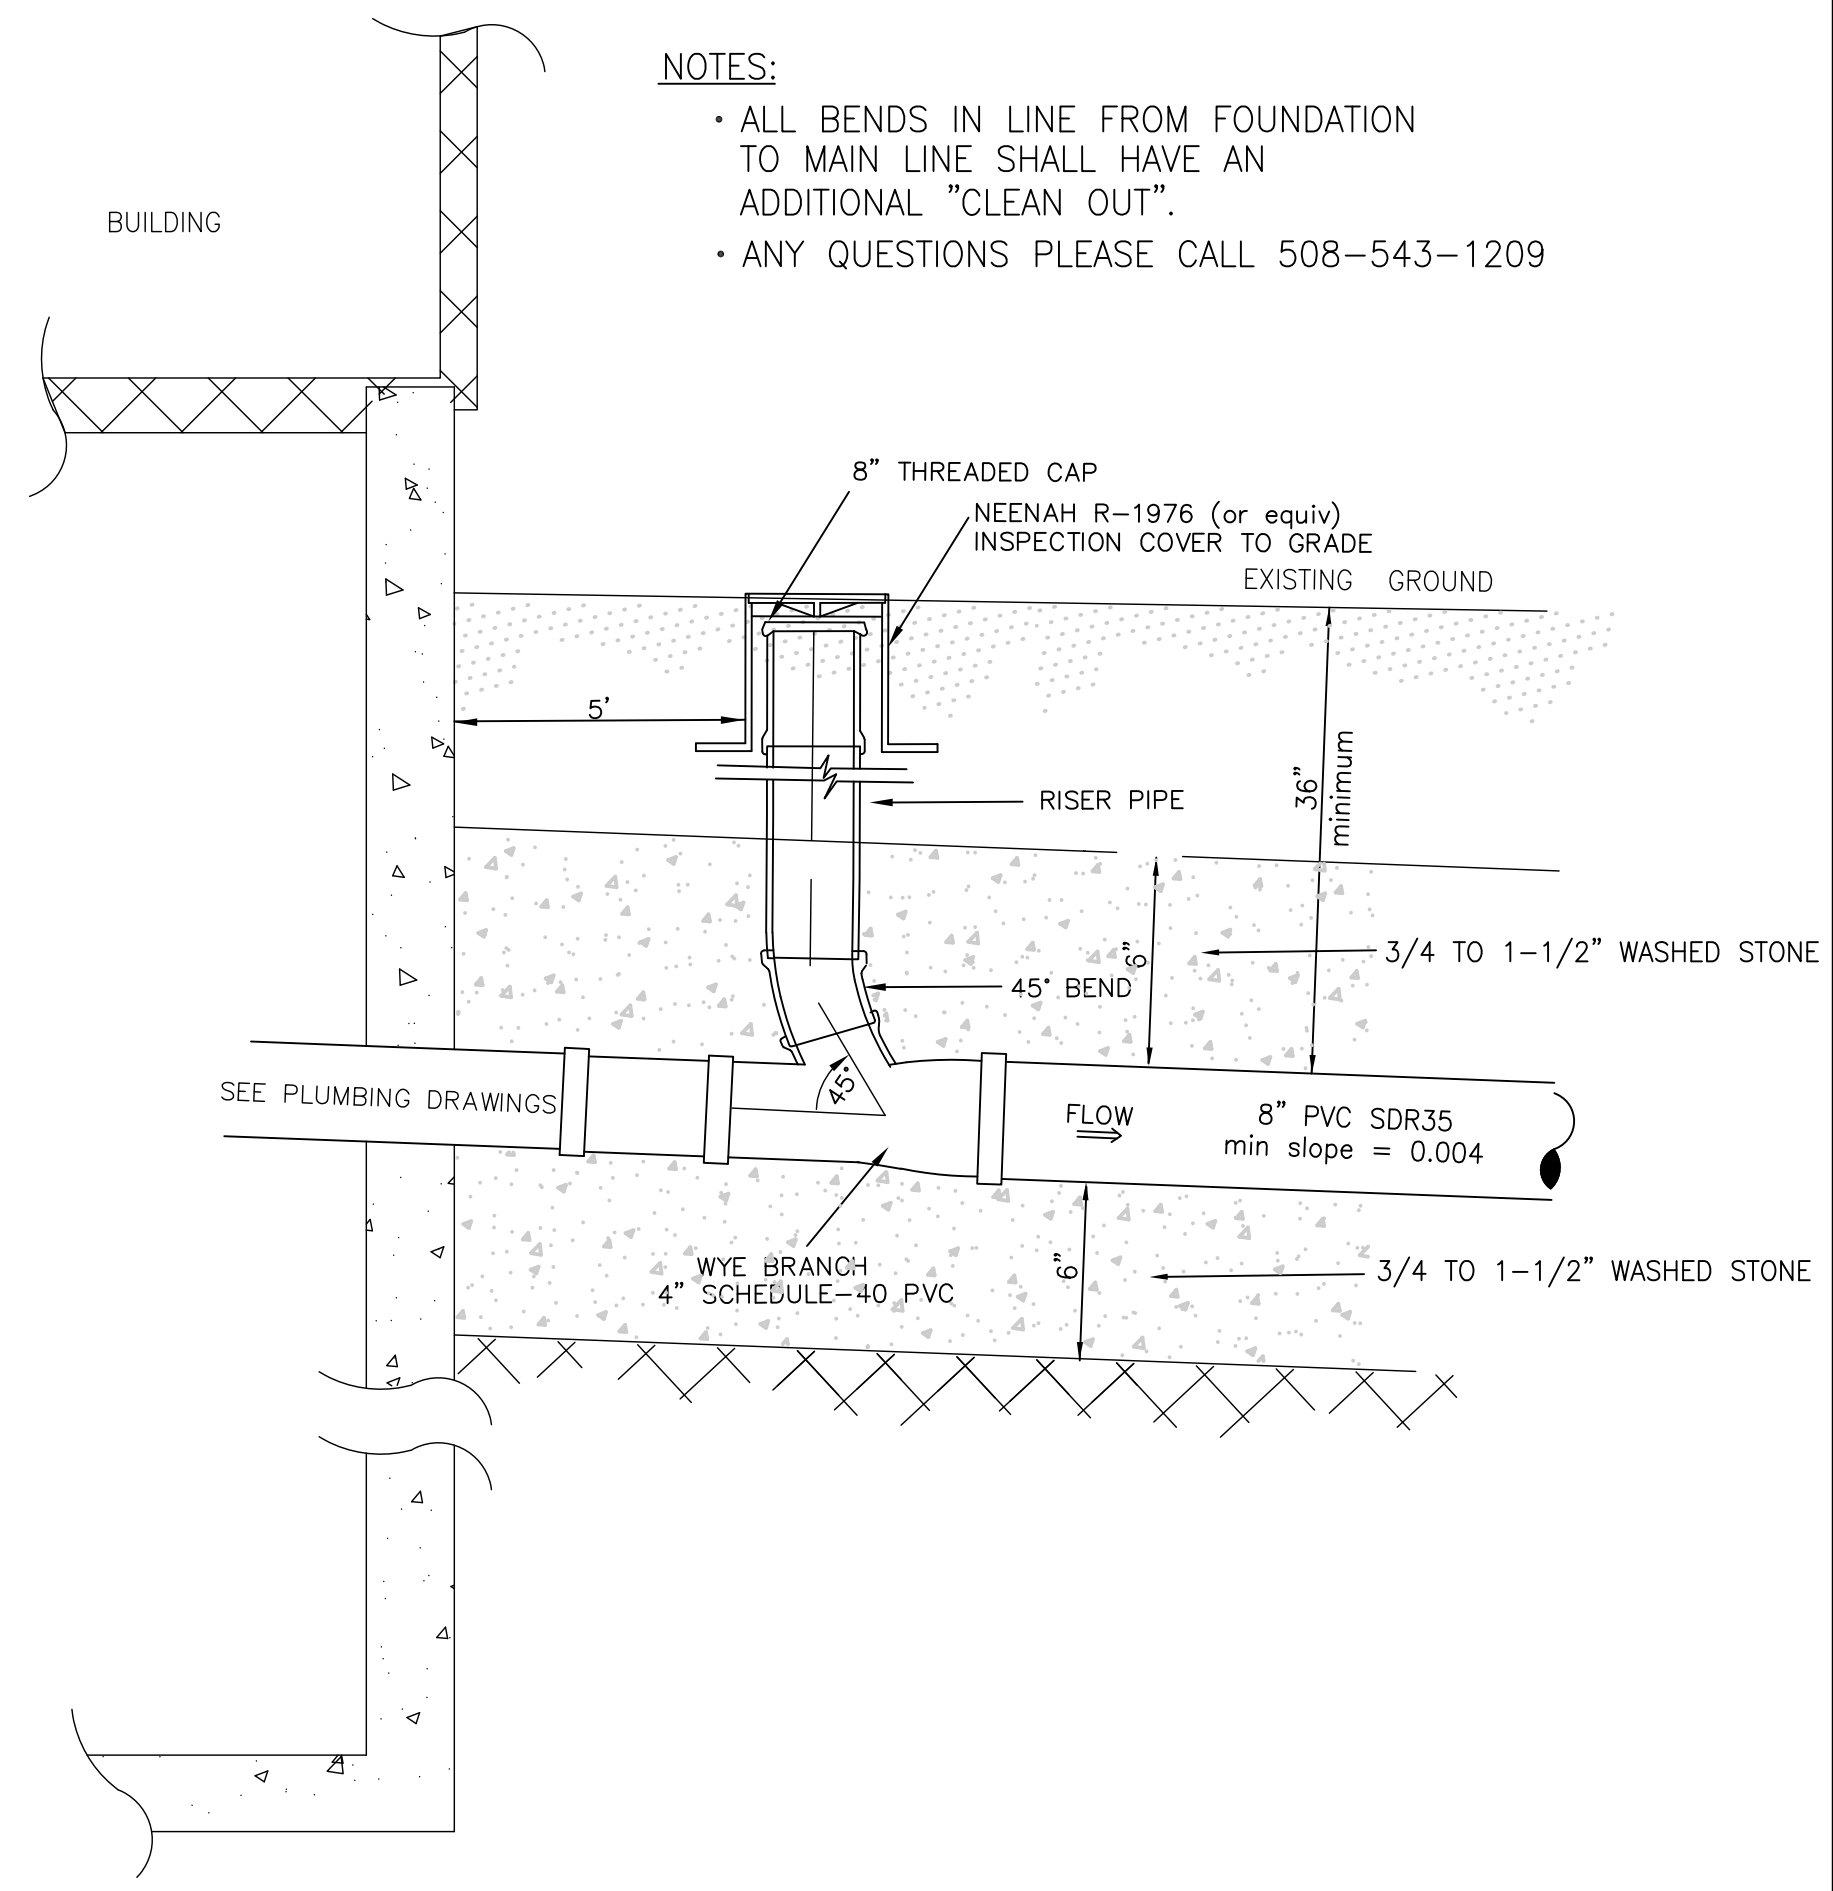 NOTES:
• ALL BENDS IN LINE FROM FOUNDATION
TO MAIN LINE SHALL HAVE AN
ADDITIONAL "CLEAN OUT".
• ANY QUESTIONS PLEASE CALL 508-543-1209
BUILDING
8" THREADED CAP
NEENAH R-1976 (or equiv)
INSPECTION COVER TO GRADE
EXISTING GROUND
5'
36"
minimum
RISER PIPE
6"
3/4 TO 1-1/2" WASHED STONE
45° BEND
45°
SEE PLUMBING DRAWINGS
FLOW
8" PVC SDR35
min slope = 0.004
WYE BRANCH
4" SCHEDULE-40 PVC
6"
3/4 TO 1-1/2" WASHED STONE